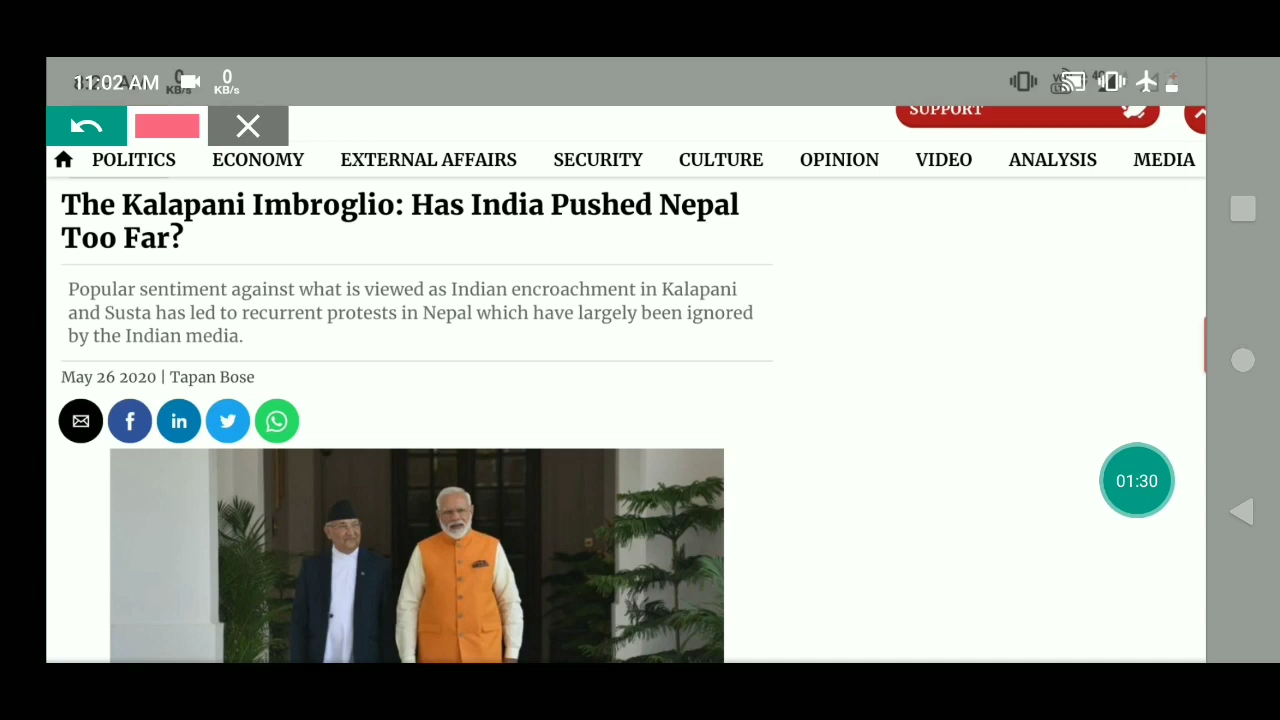 11:02 AM
0
KB/s
0
KB/s
SUPPORT
POLITICS ECONOMY EXTERNAL AFFAIRS SECURITY CULTURE OPINION VIDEO ANALYSIS MEDIA
The Kalapani Imbroglio: Has India Pushed Nepal
Too Far?
Popular sentiment against what is viewed as Indian encroachment in Kalapani
and Susta has led to recurrent protests in Nepal which have largely been ignored
by the Indian media.
May 26 2020 | Tapan Bose
01:30